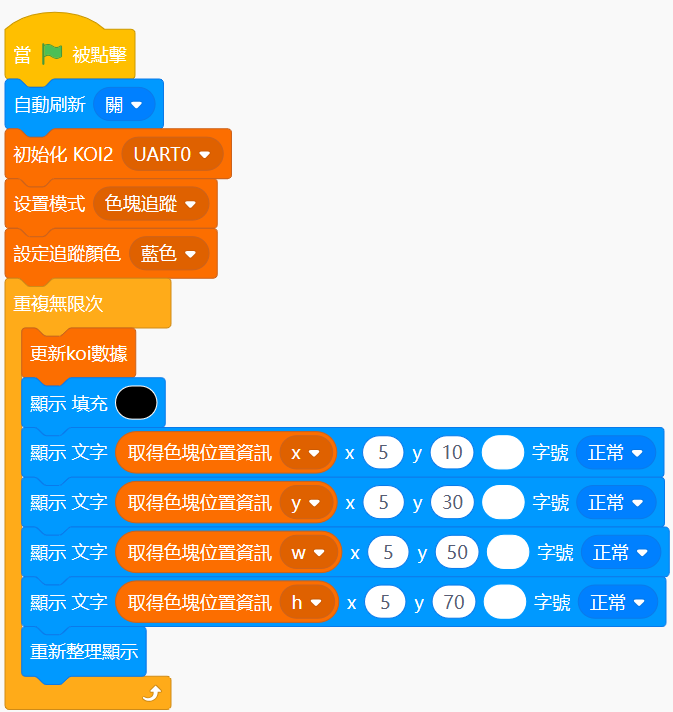 當 被點擊
自動刷新 關
初始化 KOI2 UART0
设置模式 色塊追蹤
設定追蹤顏色 藍色
重複無限次
更新koi數據
顯示 填充
顯示 文字 取得色塊位置資訊 x x 5 y 10 字號 正常
顯示 文字 取得色塊位置資訊 y x 5 y 30 字號 正常
顯示 文字 取得色塊位置資訊 w x 5 y 50 字號 正常
顯示 文字 取得色塊位置資訊 h x 5 y 70 字號 正常
重新整理顯示